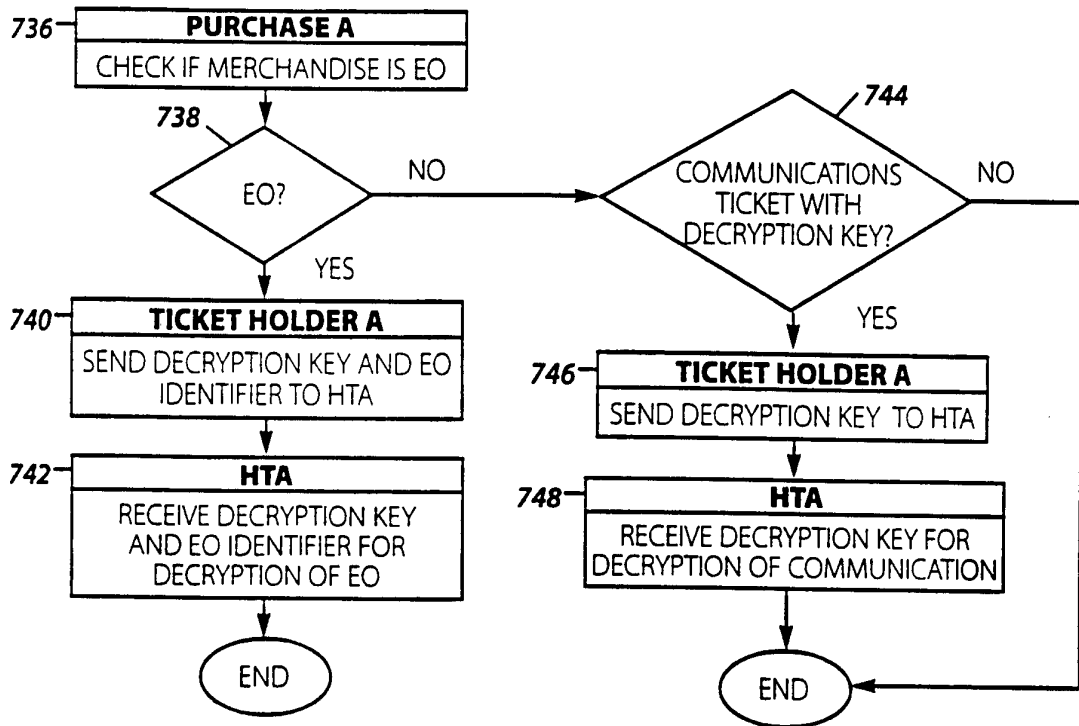 736
PURCHASE A
CHECK IF MERCHANDISE IS EO
738
EO?
NO
YES
740
TICKET HOLDER A
SEND DECRYPTION KEY AND EO
IDENTIFIER TO HTA
742
HTA
RECEIVE DECRYPTION KEY
AND EO IDENTIFIER FOR
DECRYPTION OF EO
END
744
COMMUNICATIONS
TICKET WITH
DECRYPTION KEY?
NO
YES
746
TICKET HOLDER A
SEND DECRYPTION KEY TO HTA
748
HTA
RECEIVE DECRYPTION KEY FOR
DECRYPTION OF COMMUNICATION
END